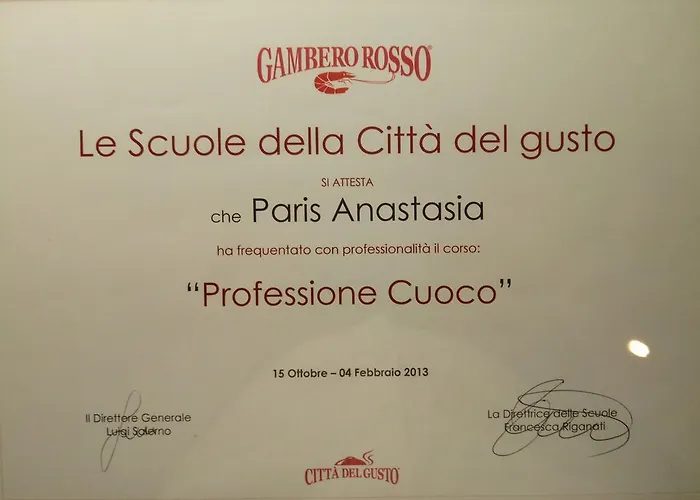 GAMBERO ROSSO®
Le Scuole della Città del gusto
SI ATTESTA
che Paris Anastasia
ha frequentato con professionalità il corso:
“Professione Cuoco”
15 Ottobre – 04 Febbraio 2013
Il Direttore Generale
Luigi Salerno
La Direttrice delle Scuole
Francesca Riganati
CITTÀ DEL GUSTO